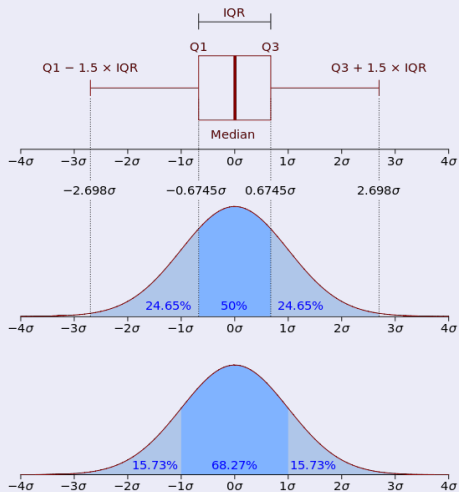 IQR
Q1 Q3
Q1 − 1.5 × IQR Q3 + 1.5 × IQR
Median
−4σ −3σ −2σ −1σ 0σ 1σ 2σ 3σ 4σ
−2.698σ −0.6745σ 0.6745σ 2.698σ
24.65% 50% 24.65%
−4σ −3σ −2σ −1σ 0σ 1σ 2σ 3σ 4σ
15.73% 68.27% 15.73%
−4σ −3σ −2σ −1σ 0σ 1σ 2σ 3σ 4σ